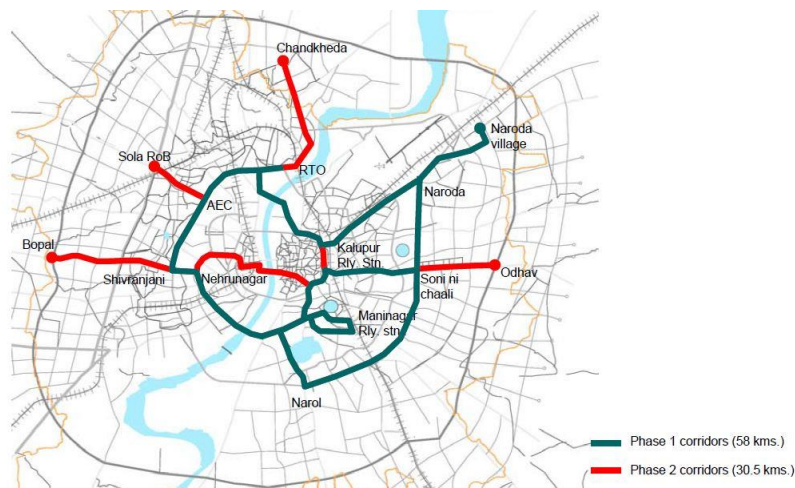 Chandkheda
Naroda
village
Sola RoB
RTO
Naroda
AEC
Bopal
Kalupur
Rly. Stn
Shivranjani
Nehrunagar
Soni ni
chaali
Odhav
Maninagar
Rly. stn
Narol
Phase 1 corridors (58 kms.)
Phase 2 corridors (30.5 kms.)